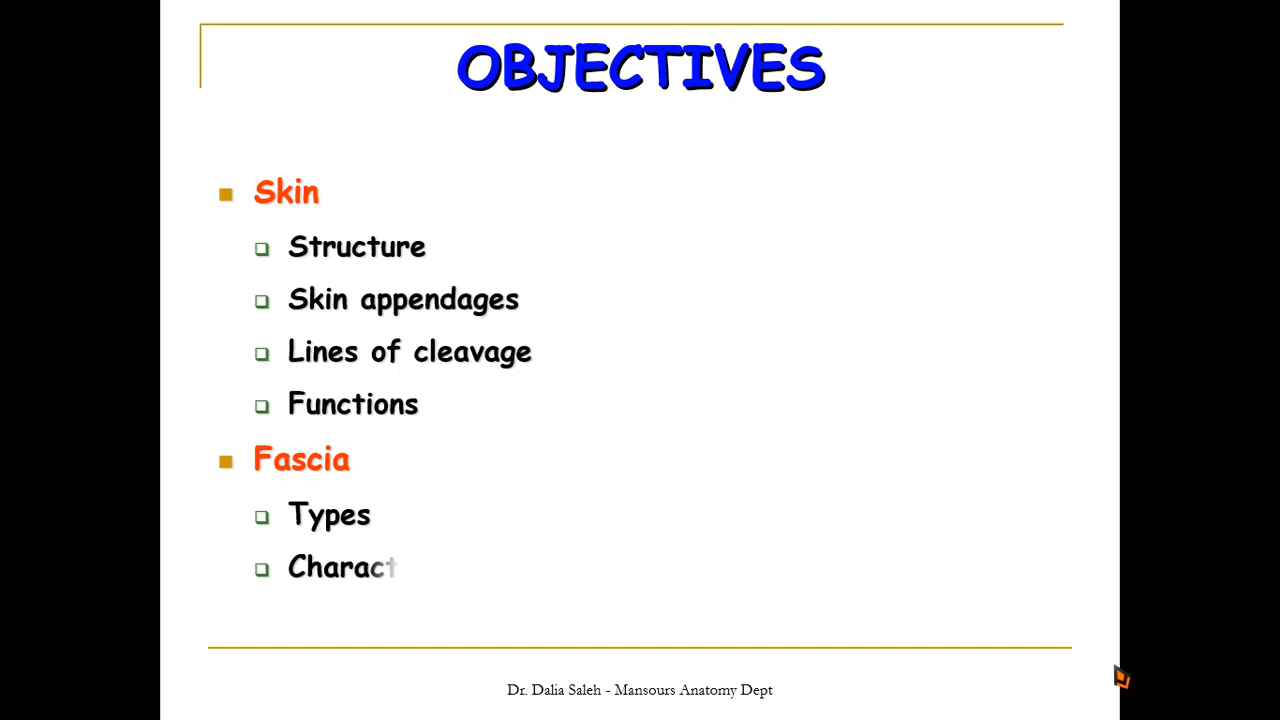 OBJECTIVES
Skin
Structure
Skin appendages
Lines of cleavage
Functions
Fascia
Types
Charact
Dr. Dalia Saleh - Mansours Anatomy Dept